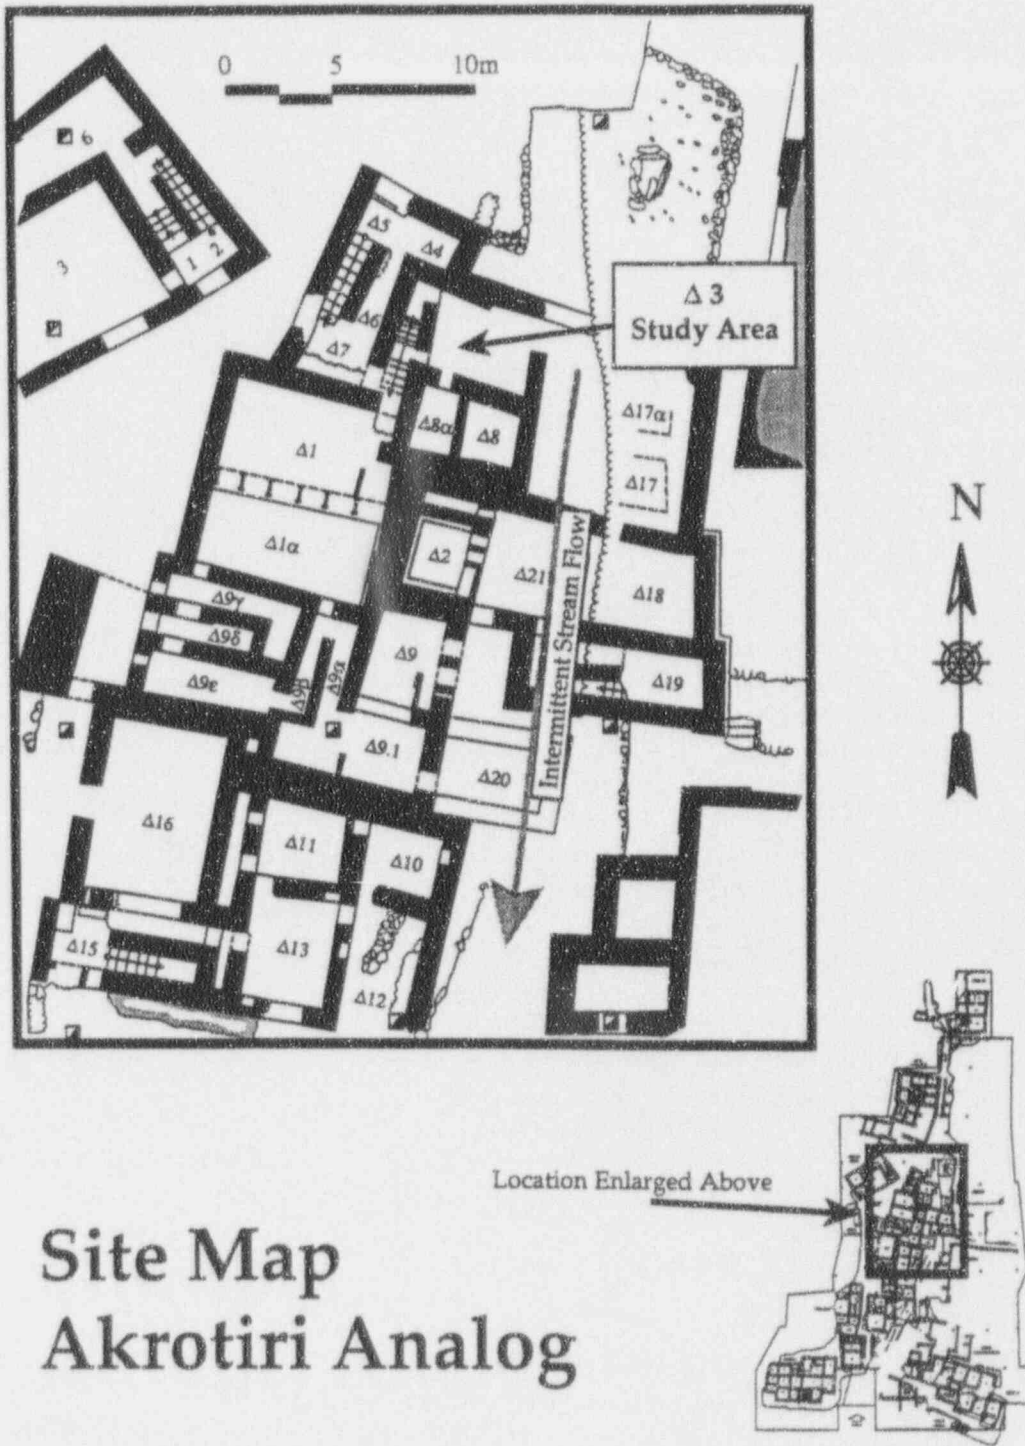 0 5 10m
6
3
1 2
Δ 3
Study Area
Δ5
Δ4
Δ6
Δ7
Δ17α
Δ8α
Δ8
Δ1
Δ17
Δ1α
Δ2
Δ21
Δ18
Intermittent Stream Flow
Δ9γ
Δ9δ
Δ9ε
Δ9β
Δ9α
Δ9
Δ19
Δ9.1
Δ20
Δ16
Δ11
Δ10
Δ15
Δ13
Δ12
N
Location Enlarged Above
Site Map
Akrotiri Analog